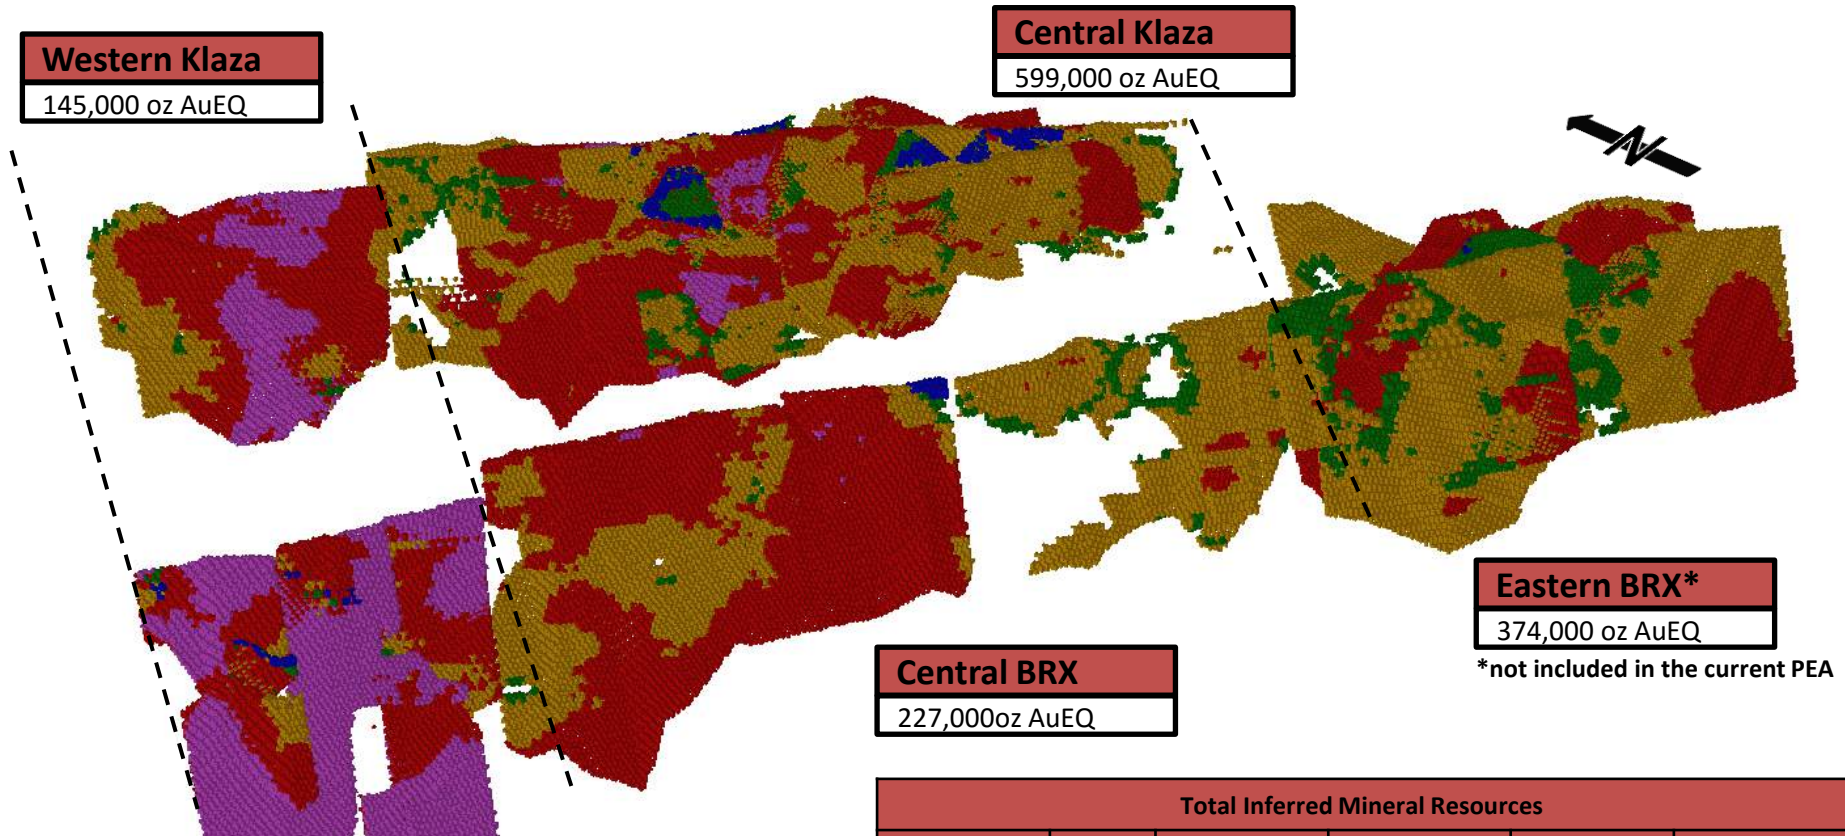 Western Klaza
145,000 oz AuEQ
Central Klaza
599,000 oz AuEQ
N
Eastern BRX*
374,000 oz AuEQ
*not included in the current PEA
Central BRX
227,000oz AuEQ
Total Inferred Mineral Resources